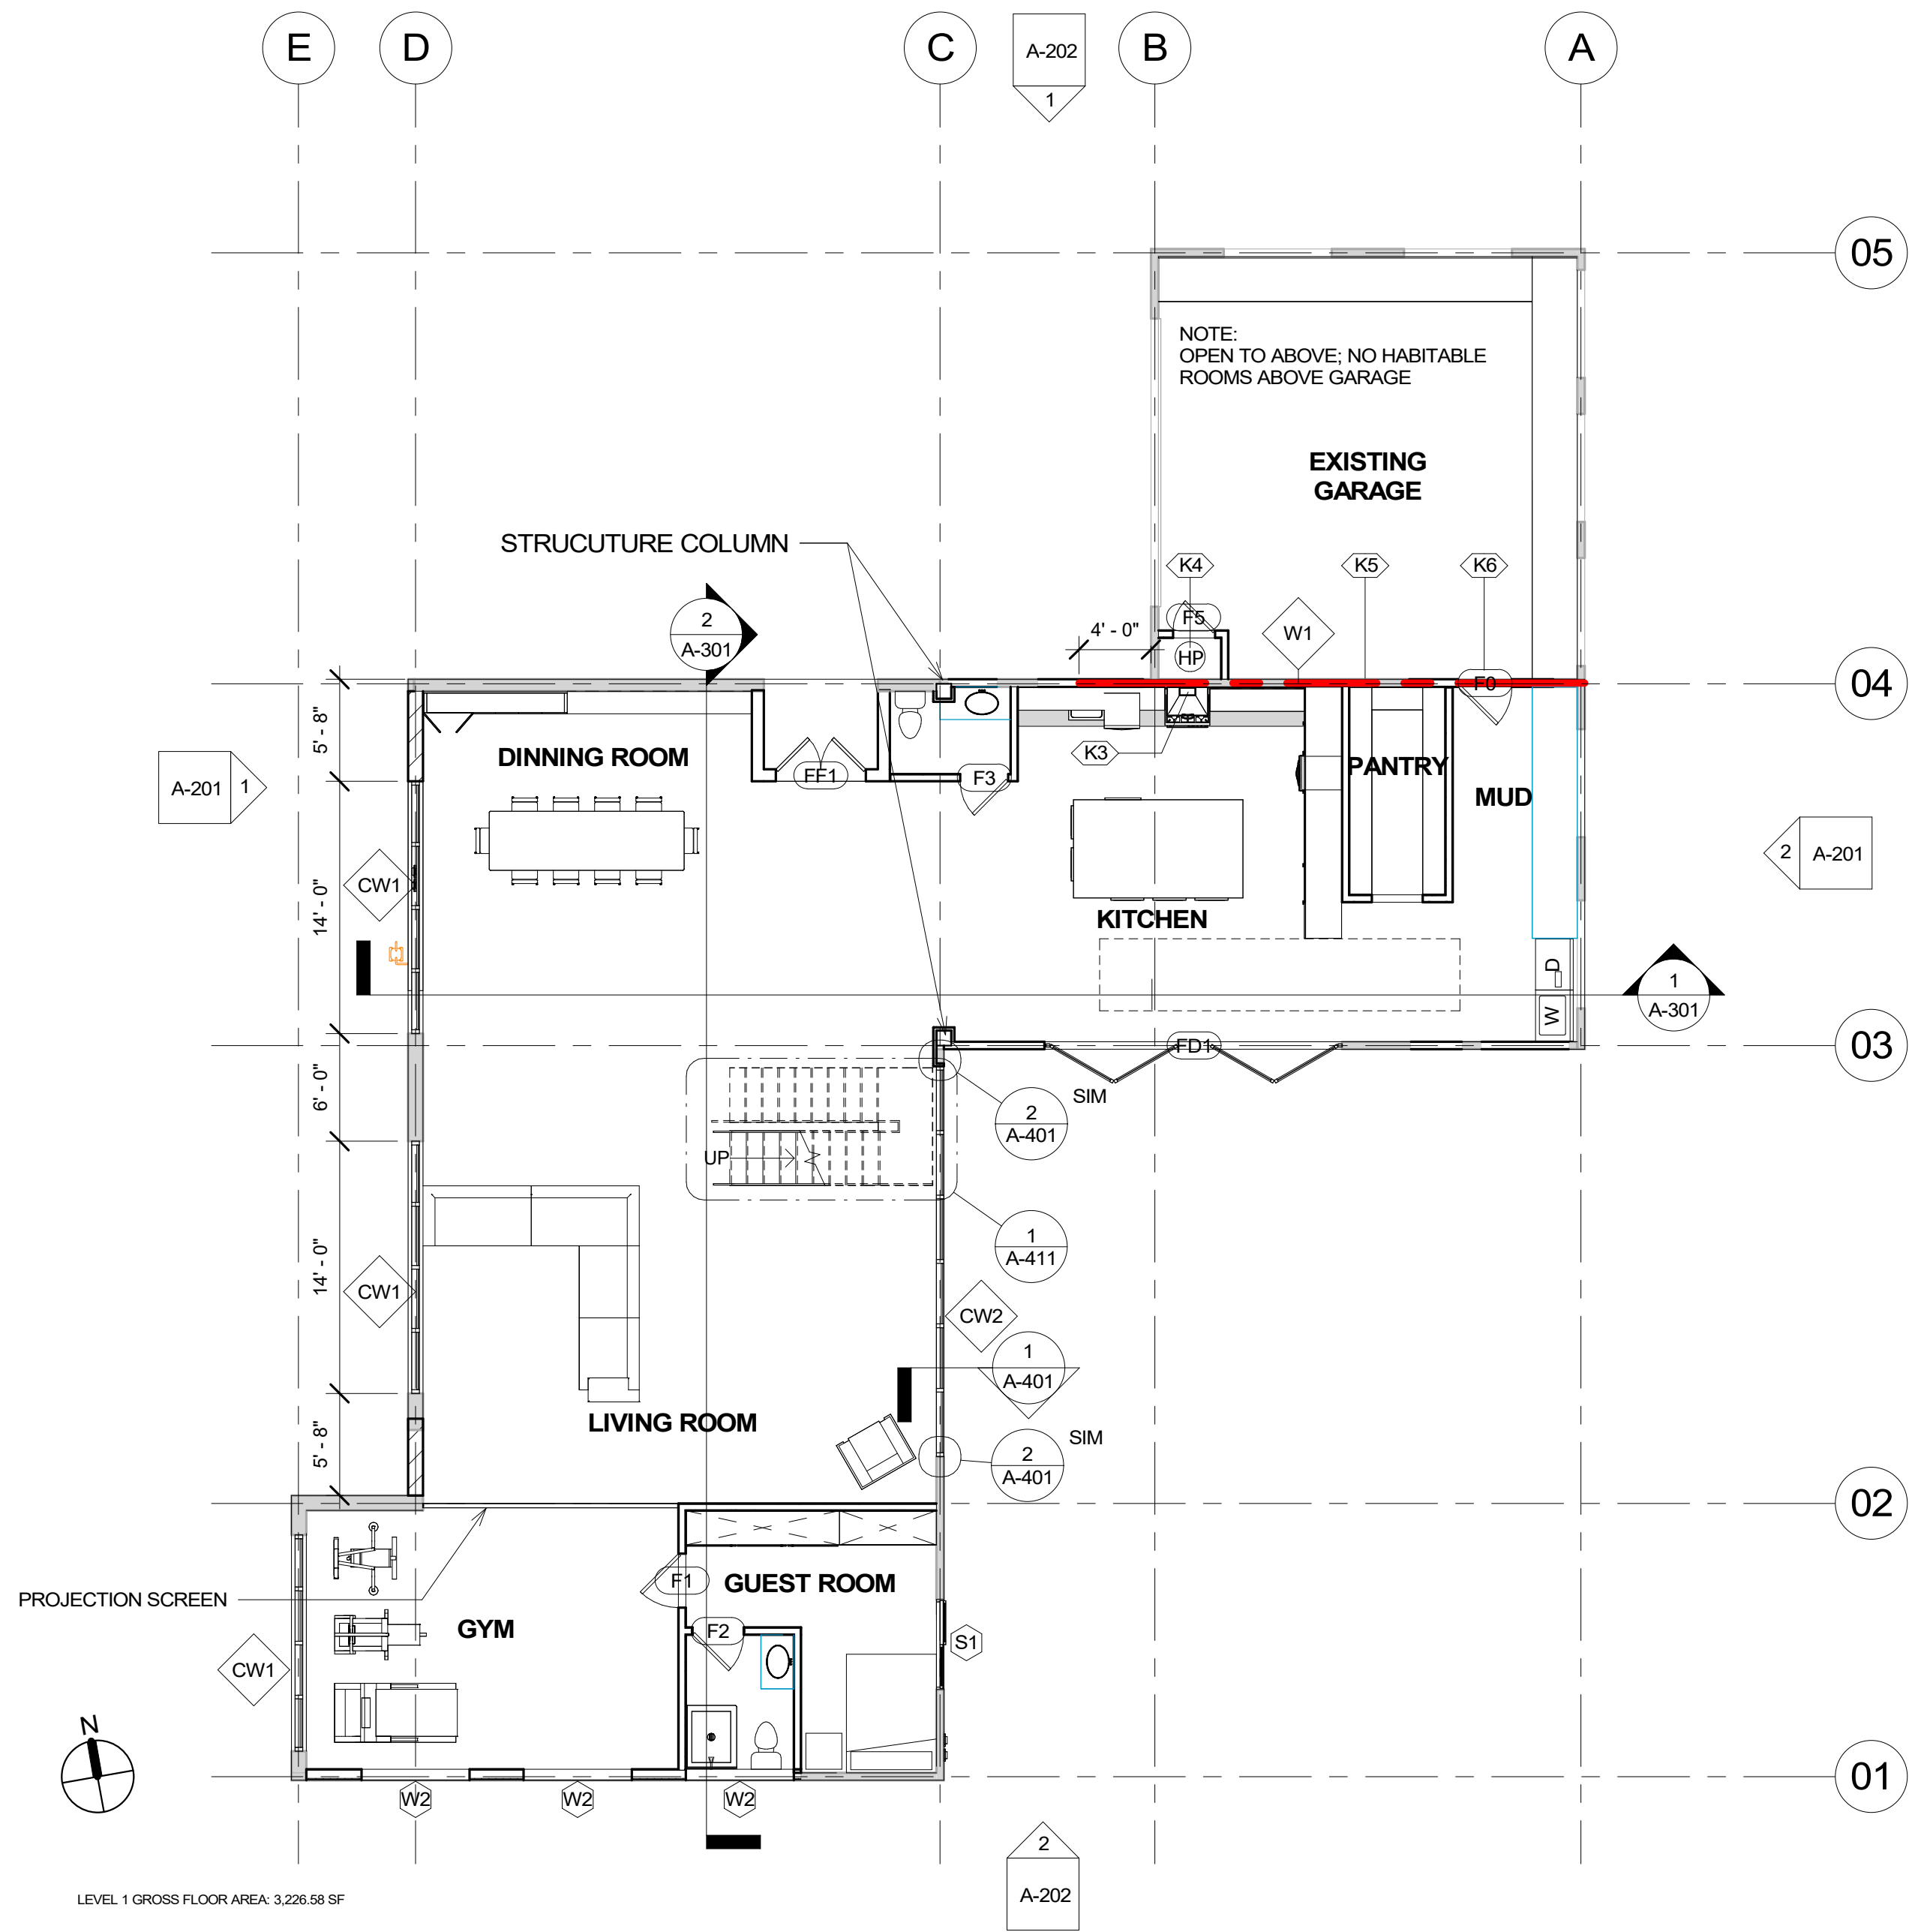 E
D
C
B
A
A-202
1
05
NOTE:
OPEN TO ABOVE; NO HABITABLE
ROOMS ABOVE GARAGE
EXISTING
GARAGE
STRUCUTURE COLUMN
K4
K5
K6
2
A-301
4' - 0"
F5
W1
HP
04
F0
5' - 8"
DINNING ROOM
FF1
F3
K3
PANTRY
MUD
A-201
1
2
A-201
CW1
14' - 0"
KITCHEN
D
W
1
A-301
03
FD1
6' - 0"
SIM
2
A-401
UP
1
A-411
14' - 0"
CW1
CW2
1
A-401
LIVING ROOM
5' - 8"
SIM
2
A-401
02
PROJECTION SCREEN
F1
GUEST ROOM
GYM
F2
S1
CW1
N
01
W2
W2
W2
2
A-202
LEVEL 1 GROSS FLOOR AREA: 3,226.58 SF